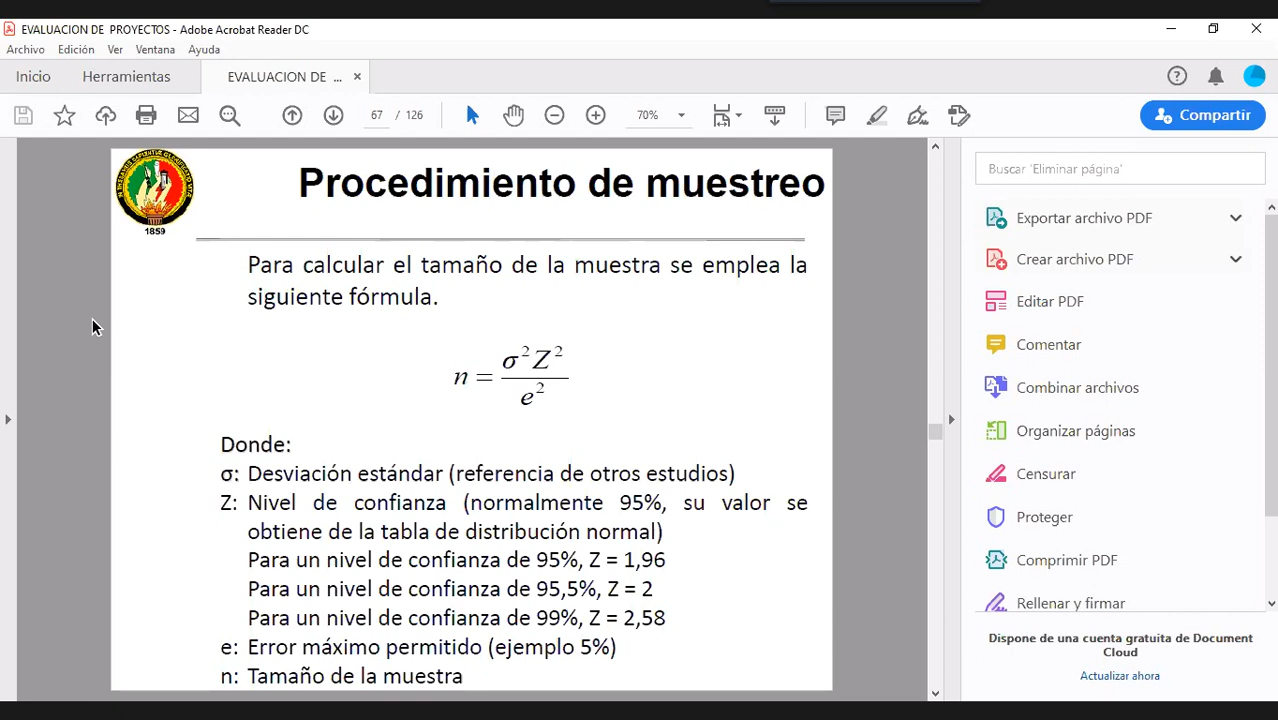 EVALUACION DE PROYECTOS - Adobe Acrobat Reader DC
Archivo Edición Ver Ventana Ayuda
Inicio Herramientas EVALUACION DE ... ×
67 / 126 70% Compartir
Procedimiento de muestreo
1859
Para calcular el tamaño de la muestra se emplea la
siguiente fórmula.
n = σ²Z² / e²
Donde:
σ: Desviación estándar (referencia de otros estudios)
Z: Nivel de confianza (normalmente 95%, su valor se
obtiene de la tabla de distribución normal)
Para un nivel de confianza de 95%, Z = 1,96
Para un nivel de confianza de 95,5%, Z = 2
Para un nivel de confianza de 99%, Z = 2,58
e: Error máximo permitido (ejemplo 5%)
n: Tamaño de la muestra
Buscar 'Eliminar página'
Exportar archivo PDF
Crear archivo PDF
Editar PDF
Comentar
Combinar archivos
Organizar páginas
Censurar
Proteger
Comprimir PDF
Rellenar y firmar
Dispone de una cuenta gratuita de Document
Cloud
Actualizar ahora